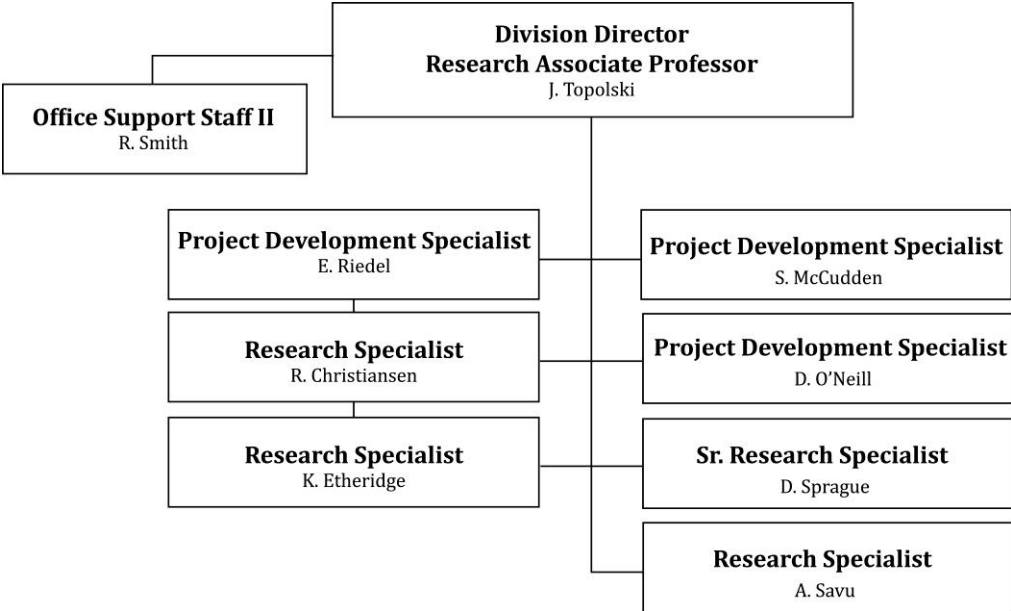 Division Director
Research Associate Professor
J. Topolski
Office Support Staff II
R. Smith
Project Development Specialist
E. Riedel
Project Development Specialist
S. McCudden
Research Specialist
R. Christiansen
Project Development Specialist
D. O’Neill
Research Specialist
K. Etheridge
Sr. Research Specialist
D. Sprague
Research Specialist
A. Savu